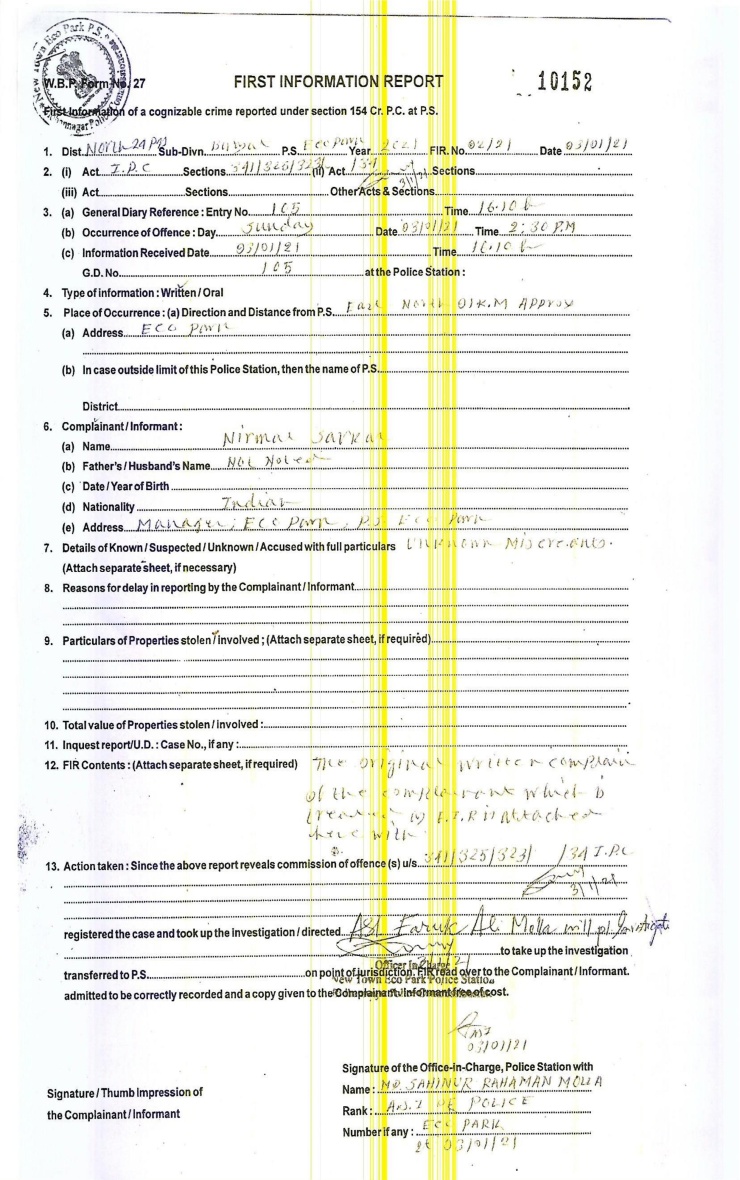 NEW TOWN Eco Park P.S.
W.B.P. Form No. 27
FIRST INFORMATION REPORT
10152
First Information of a cognizable crime reported under section 154 Cr. P.C. at P.S.
1. Dist. North 24 Sub-Divn. P.S. Eco Park Year 2021 FIR. No. 02/21 Date 03/01/21
2. (i) Act I.P.C Sections 341/325/323 (ii) Act /34 Sections
3/1/21
(iii) Act Sections Other Acts & Sections
3. (a) General Diary Reference : Entry No. 105 Time 16.10 h
(b) Occurrence of Offence : Day Sunday Date 03/01/21 Time 2:30 P.M
(c) Information Received Date 03/01/21 Time 16.10 h
G.D. No. 105 at the Police Station :
4. Type of information : Written / Oral
5. Place of Occurrence : (a) Direction and Distance from P.S. East North 01 K.M Approx
(a) Address Eco Park
(b) In case outside limit of this Police Station, then the name of P.S.
District
6. Complainant / Informant :
(a) Name Nirmal Sarkar
(b) Father's / Husband's Name Not Noted
(c) Date / Year of Birth
(d) Nationality Indian
(e) Address Manager, Eco Park, P.S Eco Park
7. Details of Known / Suspected / Unknown / Accused with full particulars Unknown Miscreants.
(Attach separate sheet, if necessary)
8. Reasons for delay in reporting by the Complainant / Informant
9. Particulars of Properties stolen / involved ; (Attach separate sheet, if required)
10. Total value of Properties stolen / involved :
11. Inquest report/U.D. : Case No., if any :
12. FIR Contents : (Attach separate sheet, if required) The original written complain
of the complainant which is
treated as F.I.R is attached
here with
13. Action taken : Since the above report reveals commission of offence (s) u/s. 341/325/323/ /34 I.P.C
3/1/21
registered the case and took up the investigation / directed ASI Faruk Ali Molla will pl. investigate
to take up the investigation
Officer In Charge
transferred to P.S. on point of jurisdiction. FIR read over to the Complainant / Informant.
New Town Eco Park Police Station
admitted to be correctly recorded and a copy given to the Complainant / Informant free of cost.
03/01/21
Signature of the Office-in-Charge, Police Station with
Name : MD SAHINUR RAHAMAN MOLLA
Signature / Thumb Impression of
the Complainant / Informant
Rank : A.S.I OF POLICE
Number if any : ECO PARK
03/01/21